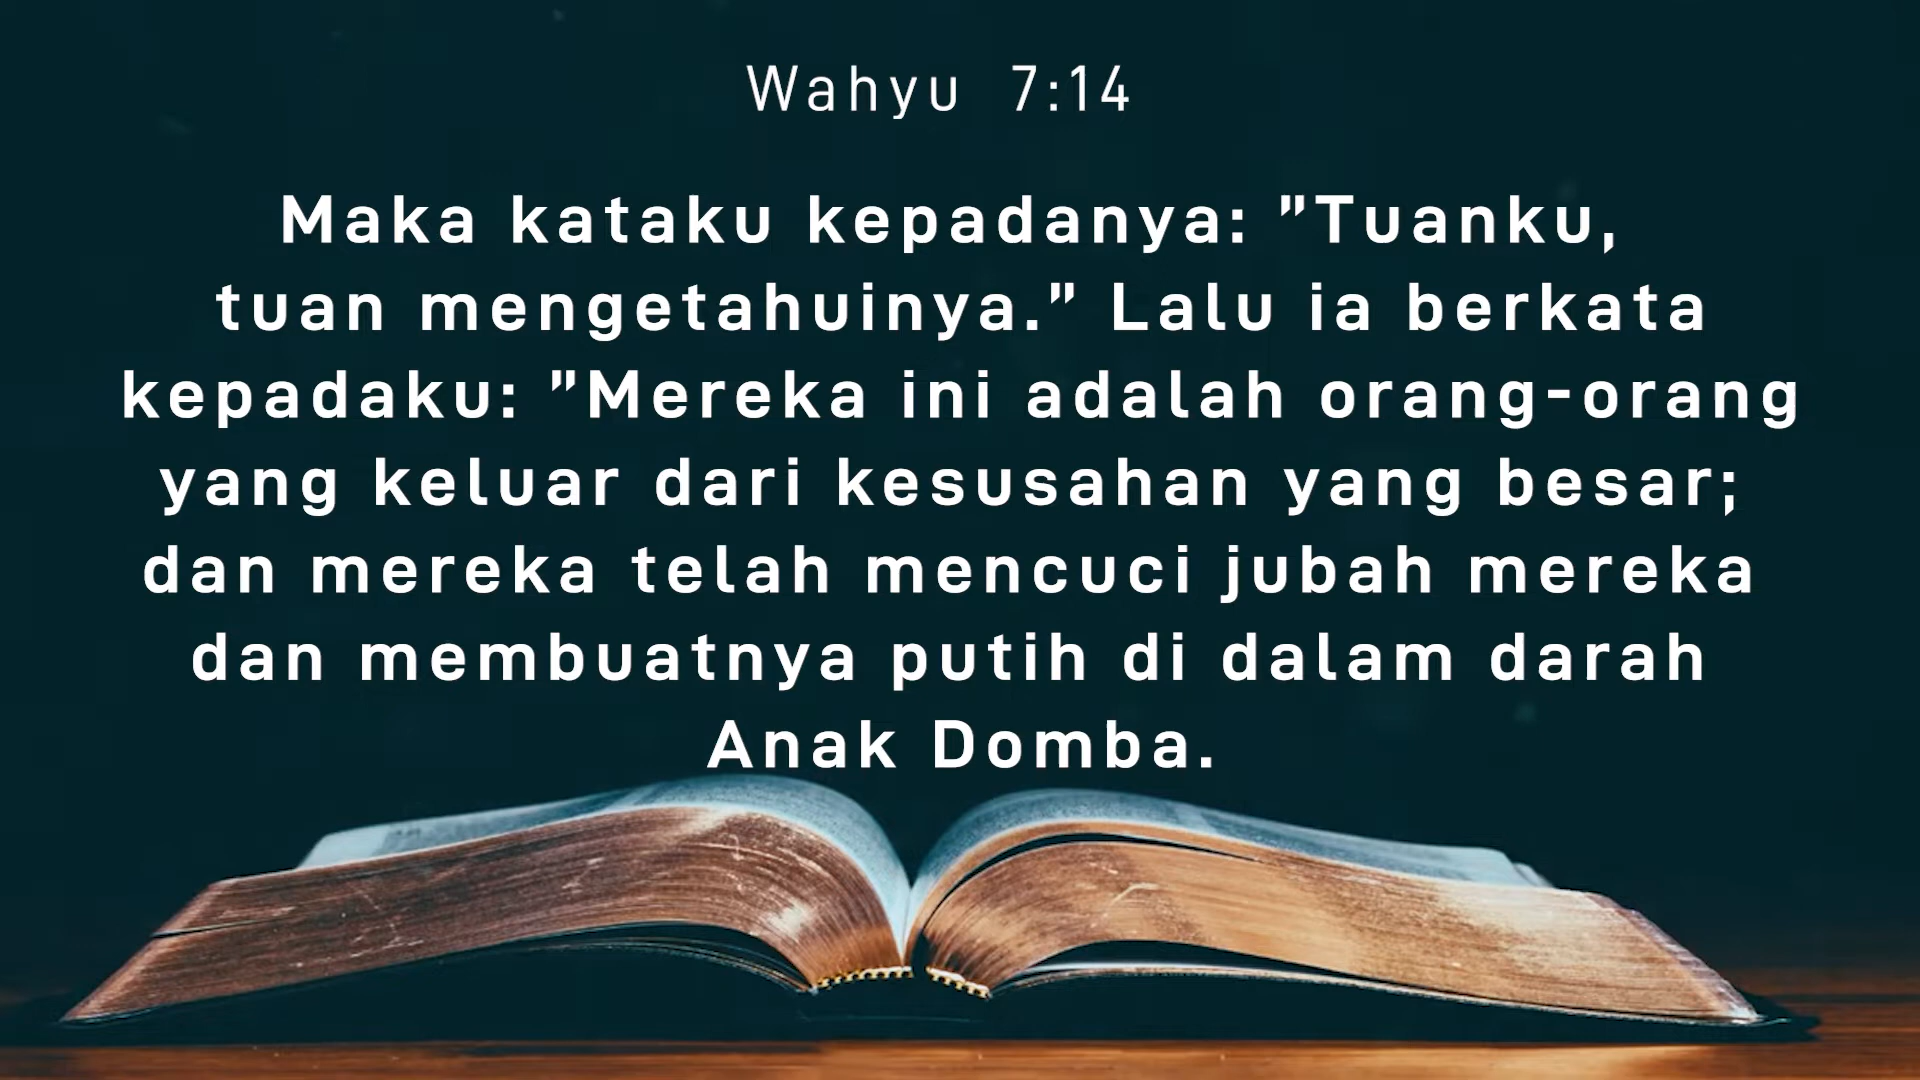 Wahyu 7:14
Maka kataku kepadanya: ”Tuanku,
tuan mengetahuinya.” Lalu ia berkata
kepadaku: ”Mereka ini adalah orang-orang
yang keluar dari kesusahan yang besar;
dan mereka telah mencuci jubah mereka
dan membuatnya putih di dalam darah
Anak Domba.